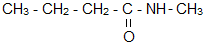 CH₃ - CH₂ - CH₂ - C - NH - CH₃
O